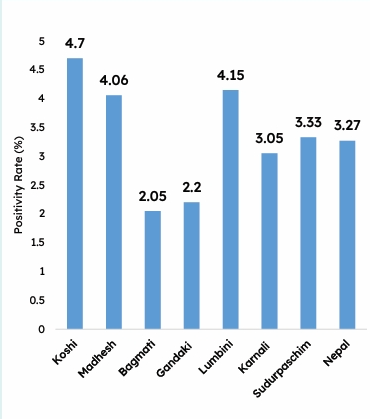 Positivity Rate (%)
5
4.5
4
3.5
3
2.5
2
1.5
1
0.5
0
4.7
4.06
2.05
2.2
4.15
3.05
3.33
3.27
Koshi
Madhesh
Bagmati
Gandaki
Lumbini
Karnali
Sudurpaschim
Nepal